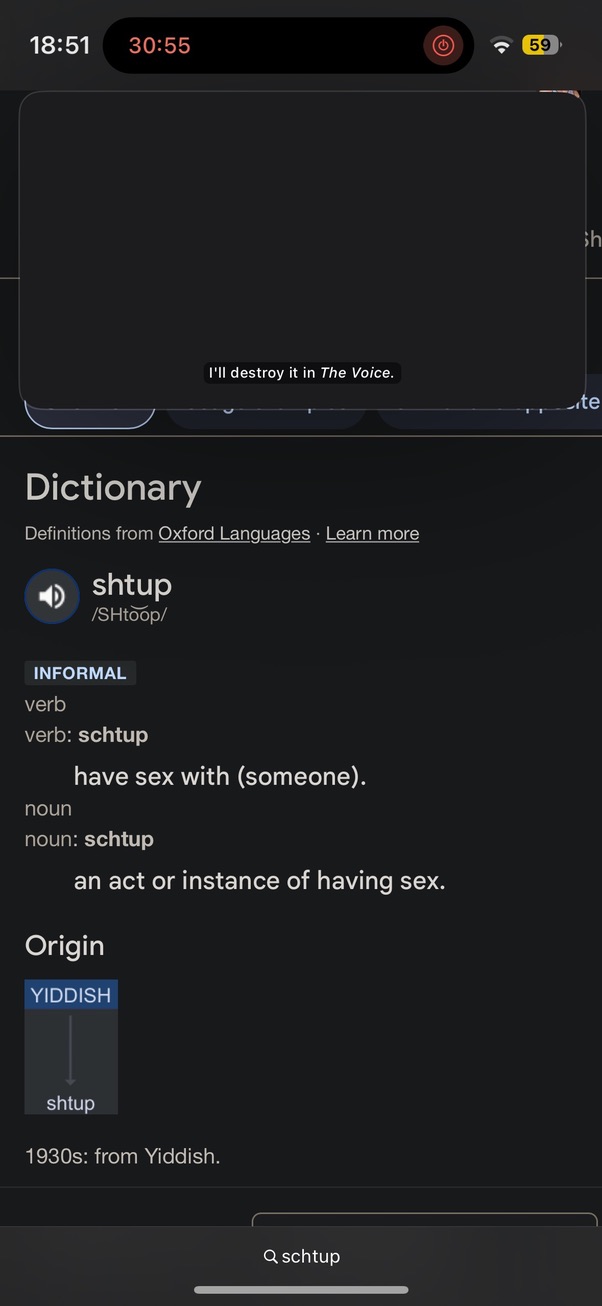 18:51
30:55
59
Sh
I'll destroy it in The Voice.
Dictionary
Definitions from Oxford Languages · Learn more
shtup
/SHto͝op/
INFORMAL
verb
verb: schtup
have sex with (someone).
noun
noun: schtup
an act or instance of having sex.
Origin
YIDDISH
shtup
1930s: from Yiddish.
schtup